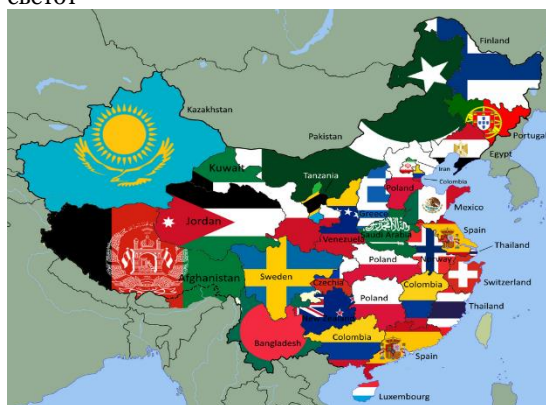 светот
Finland
Kazakhstan
Portugal
Pakistan
Egypt
Kuwait
Iran
Tanzania
Colombia
Poland
Greece
Mexico
Jordan
Venezuela
Saudi Arabia
Spain
Thailand
Poland
Norway
Afghanistan
Sweden
Czechia
Switzerland
Poland
Colombia
Thailand
Bangladesh
Colombia
Spain
Luxembourg